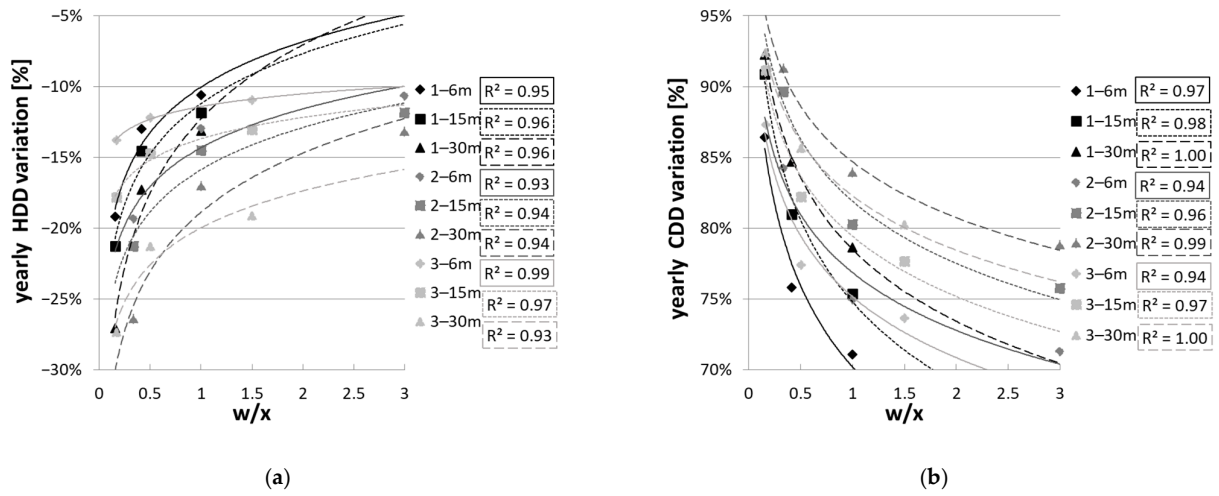 yearly HDD variation [%]
−5%
−10%
−15%
−20%
−25%
−30%
0 0.5 1 1.5 2 2.5 3
w/x
1−6m R² = 0.95
1−15m R² = 0.96
1−30m R² = 0.96
2−6m R² = 0.93
2−15m R² = 0.94
2−30m R² = 0.94
3−6m R² = 0.99
3−15m R² = 0.97
3−30m R² = 0.93
(a)
yearly CDD variation [%]
95%
90%
85%
80%
75%
70%
0 0.5 1 1.5 2 2.5 3
w/x
1−6m R² = 0.97
1−15m R² = 0.98
1−30m R² = 1.00
2−6m R² = 0.94
2−15m R² = 0.96
2−30m R² = 0.99
3−6m R² = 0.94
3−15m R² = 0.97
3−30m R² = 1.00
(b)